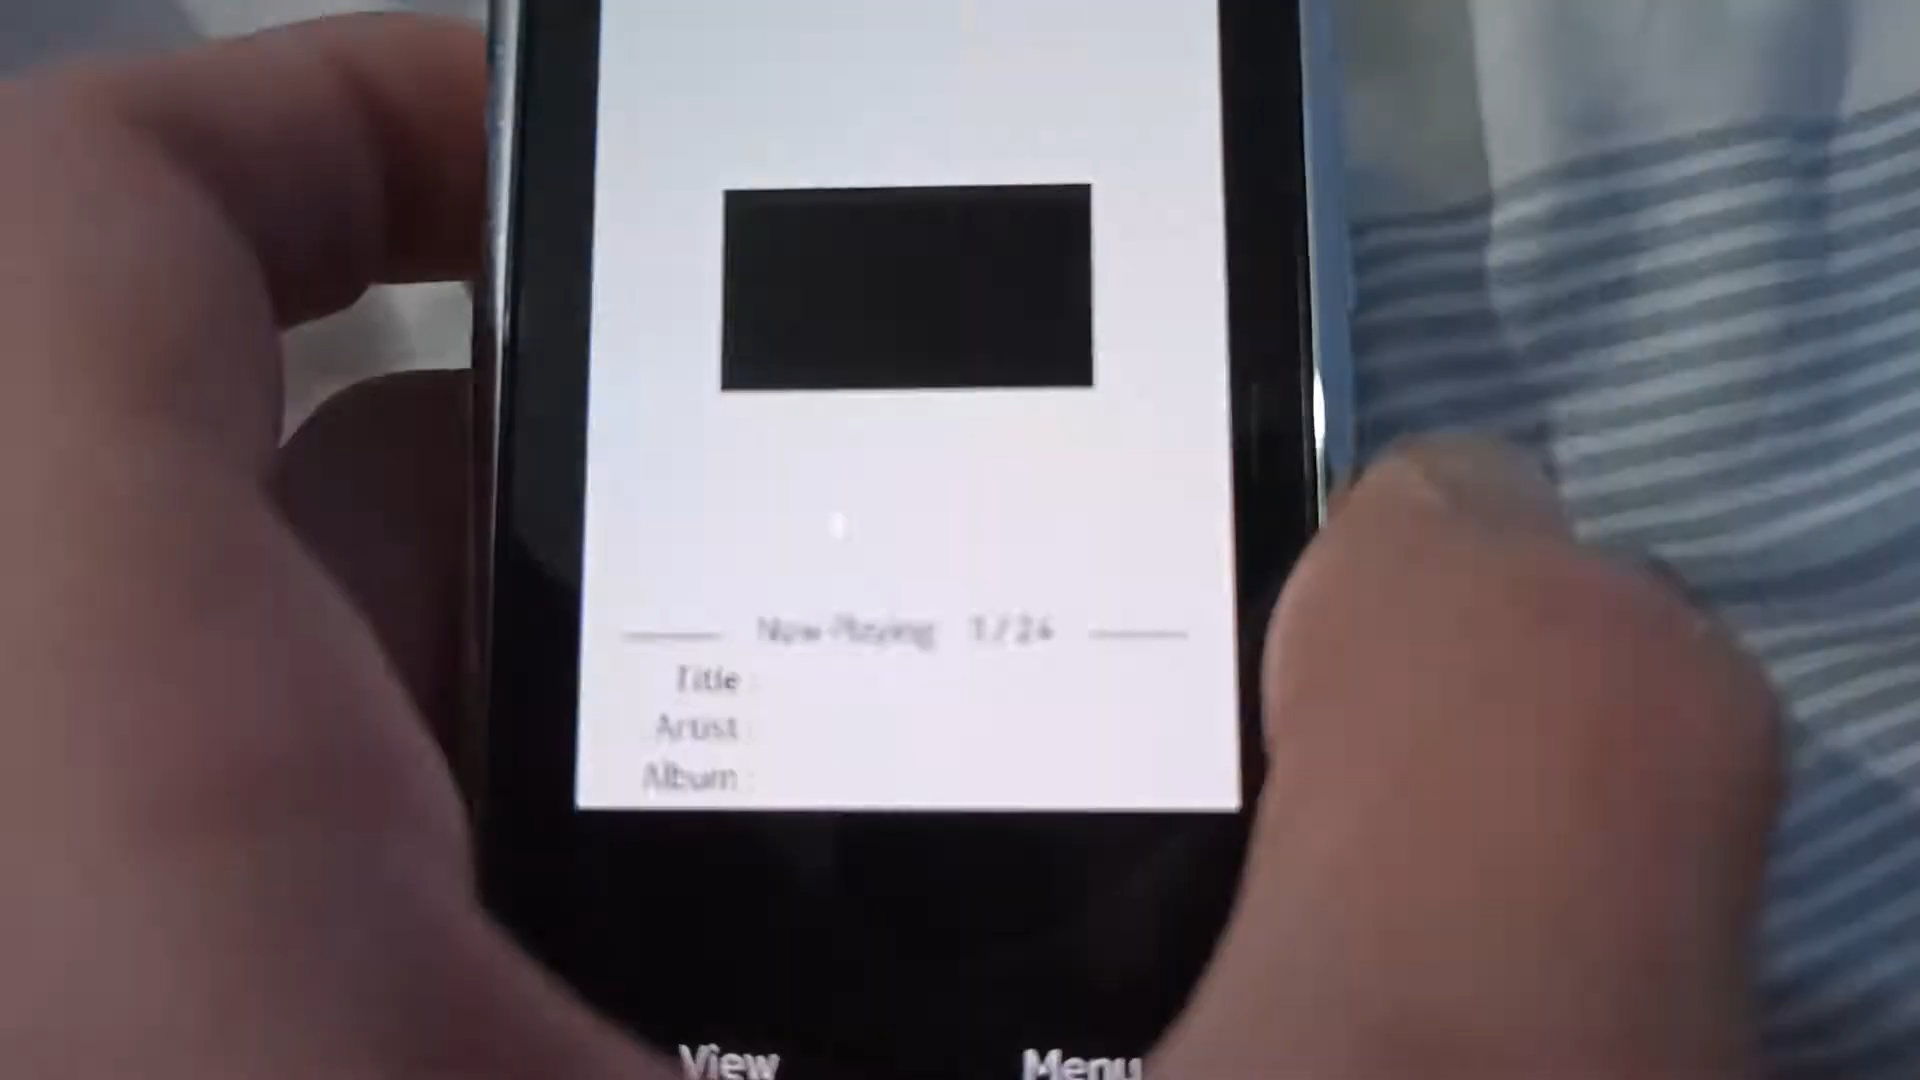 Now Playing 1/24
Title :
Artist :
Album :
View Menu